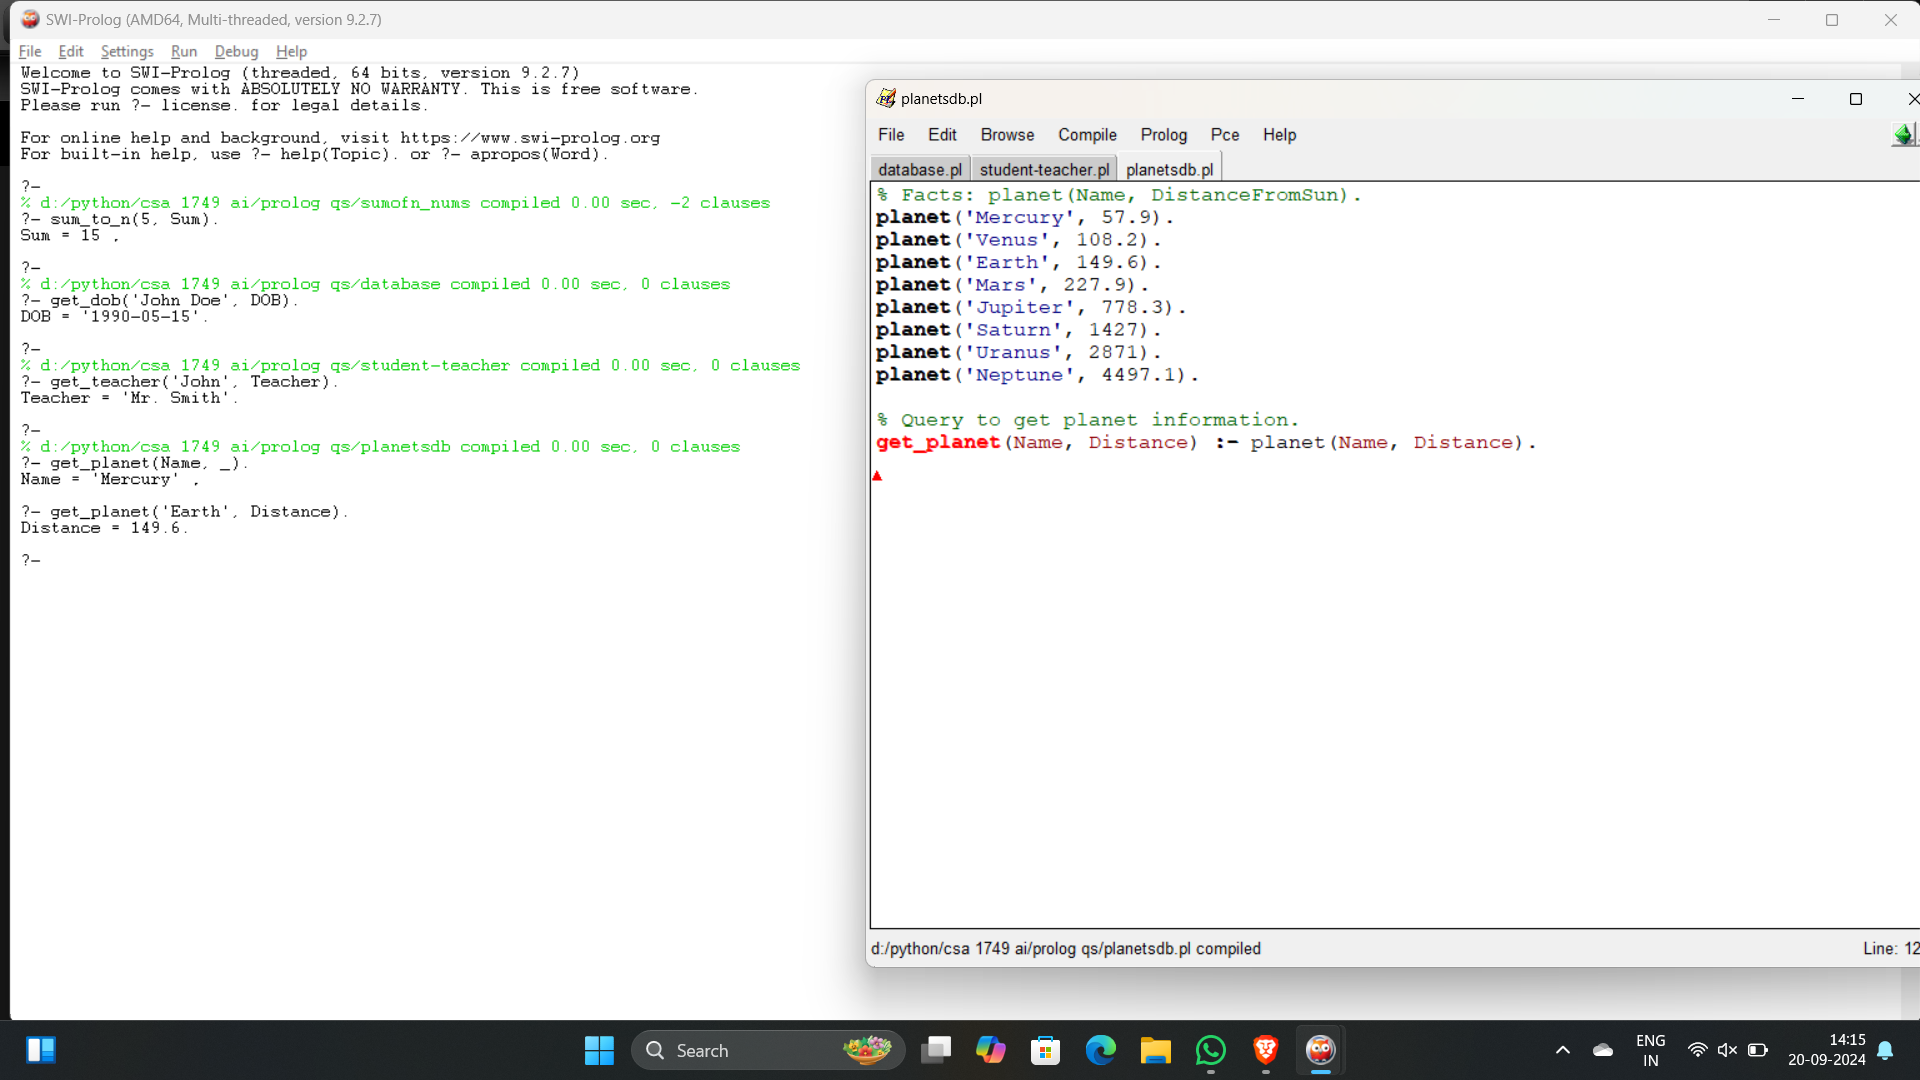 SWI-Prolog (AMD64, Multi-threaded, version 9.2.7)
File Edit Settings Run Debug Help
Welcome to SWI-Prolog (threaded, 64 bits, version 9.2.7)
SWI-Prolog comes with ABSOLUTELY NO WARRANTY. This is free software.
Please run ?- license. for legal details.
For online help and background, visit https://www.swi-prolog.org
For built-in help, use ?- help(Topic). or ?- apropos(Word).
?-
% d:/python/csa 1749 ai/prolog qs/sumofn_nums compiled 0.00 sec, -2 clauses
?- sum_to_n(5, Sum).
Sum = 15 ,
?-
% d:/python/csa 1749 ai/prolog qs/database compiled 0.00 sec, 0 clauses
?- get_dob('John Doe', DOB).
DOB = '1990-05-15'.
?-
% d:/python/csa 1749 ai/prolog qs/student-teacher compiled 0.00 sec, 0 clauses
?- get_teacher('John', Teacher).
Teacher = 'Mr. Smith'.
?-
% d:/python/csa 1749 ai/prolog qs/planetsdb compiled 0.00 sec, 0 clauses
?- get_planet(Name, _).
Name = 'Mercury' ,
?- get_planet('Earth', Distance).
Distance = 149.6.
?-
planetsdb.pl
File Edit Browse Compile Prolog Pce Help
database.pl student-teacher.pl planetsdb.pl
% Facts: planet(Name, DistanceFromSun).
planet('Mercury', 57.9).
planet('Venus', 108.2).
planet('Earth', 149.6).
planet('Mars', 227.9).
planet('Jupiter', 778.3).
planet('Saturn', 1427).
planet('Uranus', 2871).
planet('Neptune', 4497.1).
% Query to get planet information.
get_planet(Name, Distance) :- planet(Name, Distance).
d:/python/csa 1749 ai/prolog qs/planetsdb.pl compiled
Line: 12
Search
ENG
IN
14:15
20-09-2024